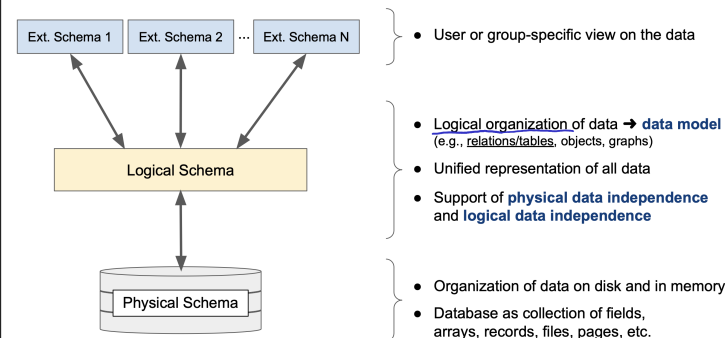 Ext. Schema 1
Ext. Schema 2
...
Ext. Schema N
● User or group-specific view on the data
● Logical organization of data ➜ data model
(e.g., relations/tables, objects, graphs)
Logical Schema
● Unified representation of all data
● Support of physical data independence
and logical data independence
● Organization of data on disk and in memory
Physical Schema
● Database as collection of fields,
arrays, records, files, pages, etc.